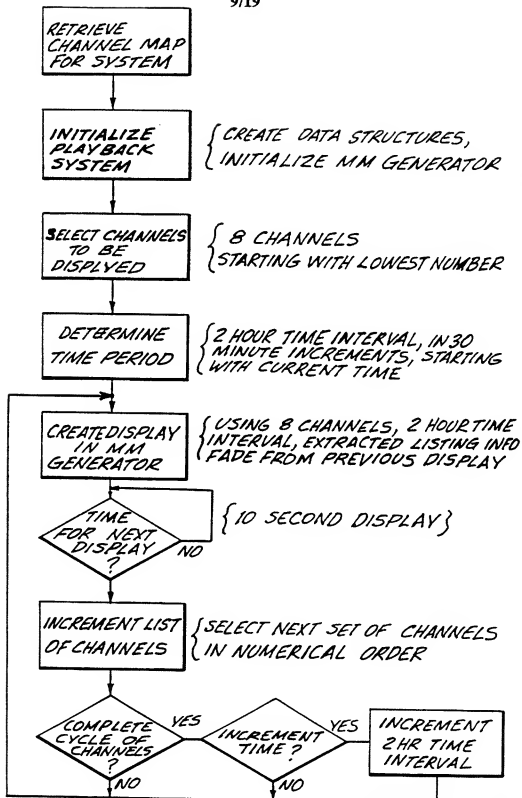 9/19
RETRIEVE
CHANNEL MAP
FOR SYSTEM
INITIALIZE
PLAYBACK
SYSTEM
CREATE DATA STRUCTURES,
INITIALIZE MM GENERATOR
SELECT CHANNELS
TO BE
DISPLYED
8 CHANNELS
STARTING WITH LOWEST NUMBER
DETERMINE
TIME PERIOD
2 HOUR TIME INTERVAL, IN 30
MINUTE INCREMENTS, STARTING
WITH CURRENT TIME
CREATE DISPLAY
IN MM
GENERATOR
USING 8 CHANNELS, 2 HOUR TIME
INTERVAL, EXTRACTED LISTING INFO
FADE FROM PREVIOUS DISPLAY
TIME
FOR NEXT
DISPLAY
?
NO
10 SECOND DISPLAY
INCREMENT LIST
OF CHANNELS
SELECT NEXT SET OF CHANNELS
IN NUMERICAL ORDER
COMPLETE
CYCLE OF
CHANNELS
?
YES
NO
INCREMENT
TIME ?
YES
NO
INCREMENT
2 HR TIME
INTERVAL